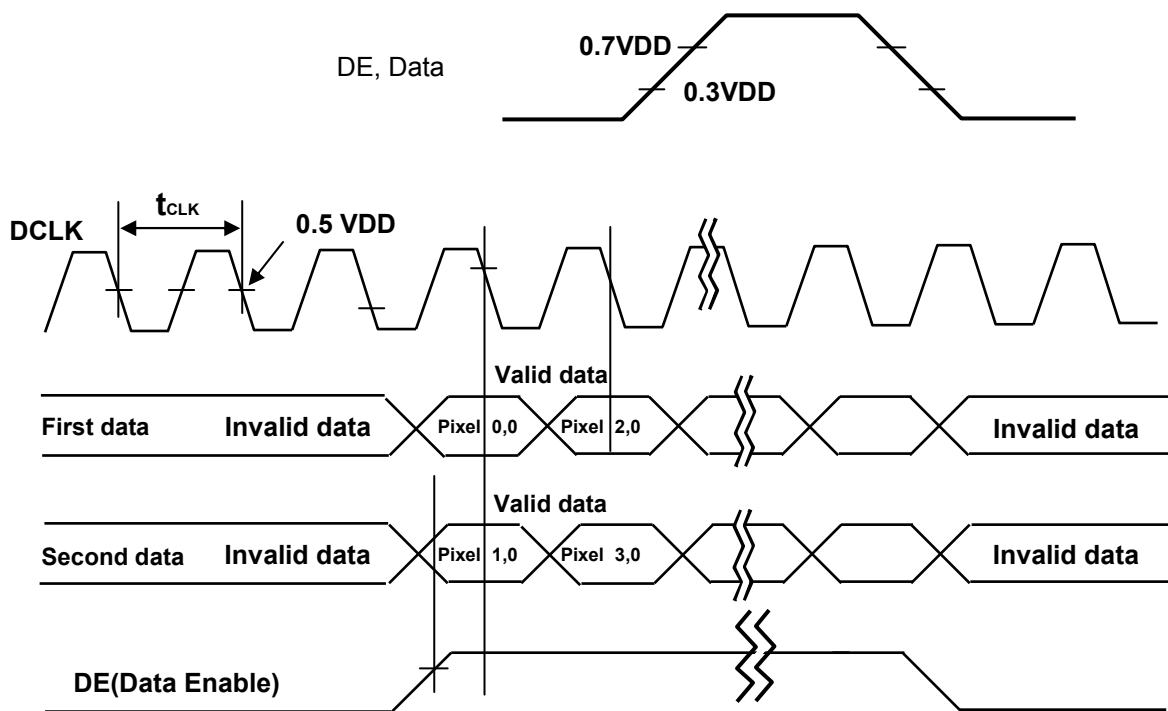 0.7VDD
DE, Data
0.3VDD
tCLK
0.5 VDD
DCLK
Valid data
First data Invalid data Pixel 0,0 Pixel 2,0 Invalid data
Valid data
Second data Invalid data Pixel 1,0 Pixel 3,0 Invalid data
DE(Data Enable)